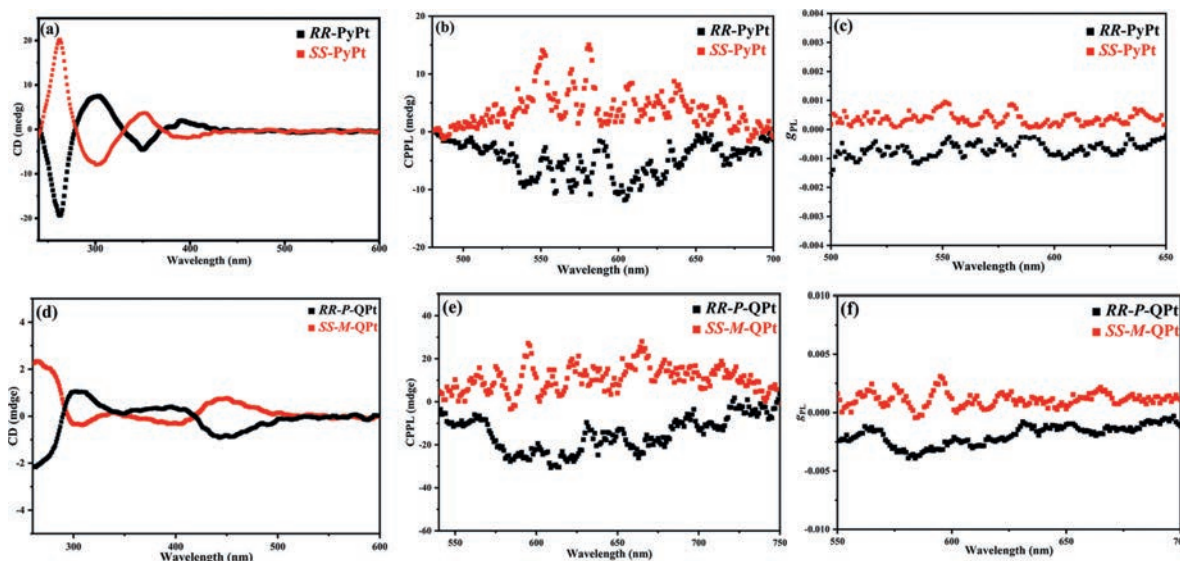 (a)
RR-PyPt
SS-PyPt
CD (medg)
20
10
0
-10
-20
300
400
500
600
Wavelength (nm)
(b)
RR-PyPt
SS-PyPt
CPPL (medg)
20
10
0
-10
-20
500
550
600
650
700
Wavelength (nm)
(c)
RR-PyPt
SS-PyPt
gPL
0.004
0.003
0.002
0.001
0.000
-0.001
-0.002
-0.003
-0.004
500
550
600
650
Wavelength (nm)
(d)
RR-P-QPt
SS-M-QPt
CD (mdge)
4
2
0
-2
-4
300
400
500
600
Wavelength (nm)
(e)
RR-P-QPt
SS-M-QPt
CPPL (mdge)
40
20
0
-20
-40
-60
550
600
650
700
750
Wavelength (nm)
(f)
RR-P-QPt
SS-M-QPt
gPL
0.010
0.005
0.000
-0.005
-0.010
550
600
650
700
Wavelength (nm)